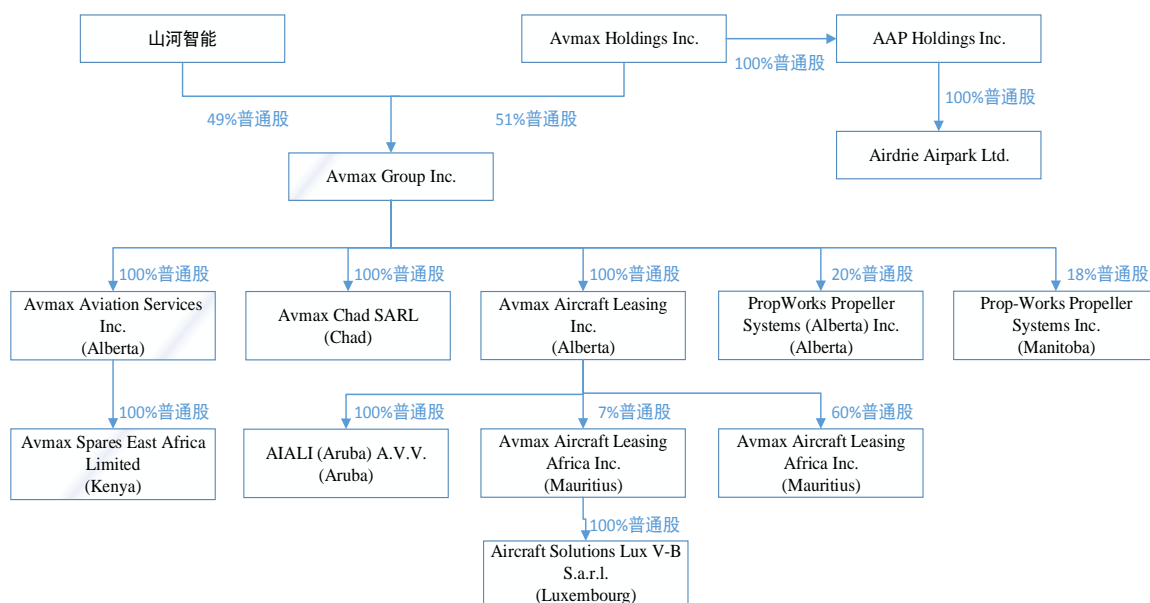 山河智能
Avmax Holdings Inc.
AAP Holdings Inc.
100%普通股
49%普通股
51%普通股
100%普通股
Avmax Group Inc.
Airdrie Airpark Ltd.
100%普通股
100%普通股
100%普通股
20%普通股
18%普通股
Avmax Aviation Services
Inc.
(Alberta)
Avmax Chad SARL
(Chad)
Avmax Aircraft Leasing
Inc.
(Alberta)
PropWorks Propeller
Systems (Alberta) Inc.
(Alberta)
Prop-Works Propeller
Systems Inc.
(Manitoba)
100%普通股
100%普通股
7%普通股
60%普通股
Avmax Spares East Africa
Limited
(Kenya)
AIALI (Aruba) A.V.V.
(Aruba)
Avmax Aircraft Leasing
Africa Inc.
(Mauritius)
Avmax Aircraft Leasing
Africa Inc.
(Mauritius)
100%普通股
Aircraft Solutions Lux V-B
S.a.r.l.
(Luxembourg)